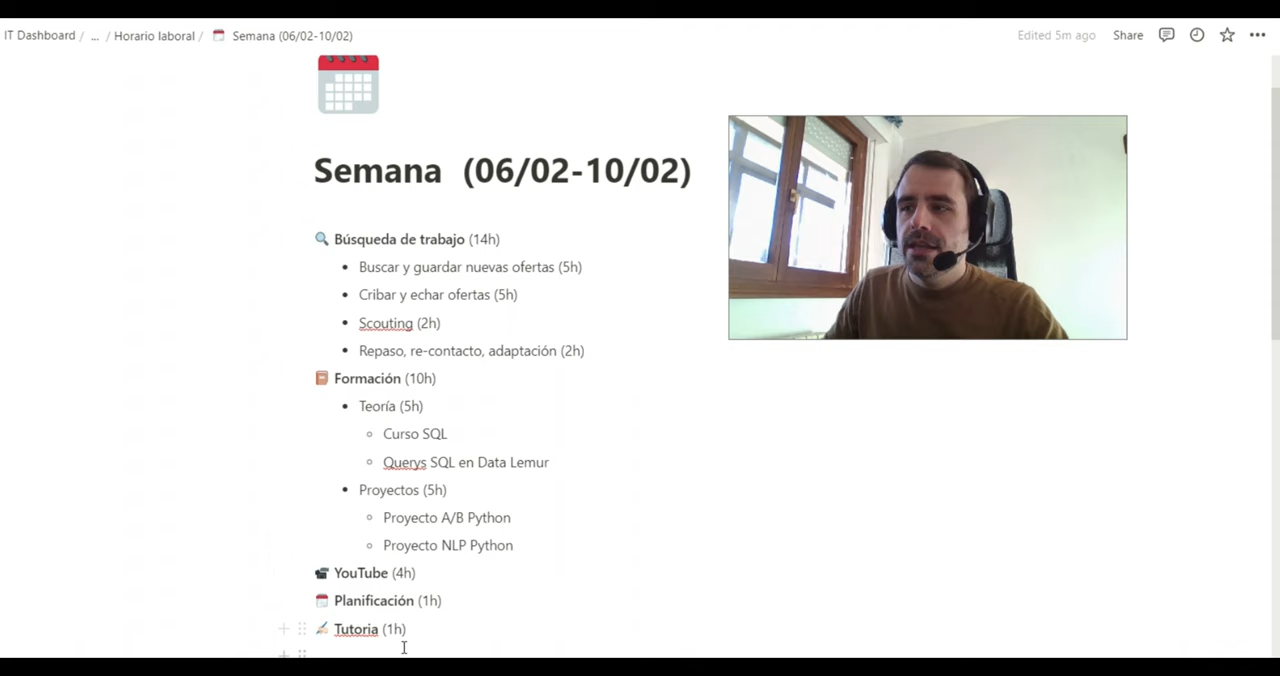 IT Dashboard / ... / Horario laboral / Semana (06/02-10/02)
Edited 5m ago Share
Semana (06/02-10/02)
Búsqueda de trabajo (14h)
Buscar y guardar nuevas ofertas (5h)
Cribar y echar ofertas (5h)
Scouting (2h)
Repaso, re-contacto, adaptación (2h)
Formación (10h)
Teoría (5h)
Curso SQL
Querys SQL en Data Lemur
Proyectos (5h)
Proyecto A/B Python
Proyecto NLP Python
YouTube (4h)
Planificación (1h)
Tutoria (1h)